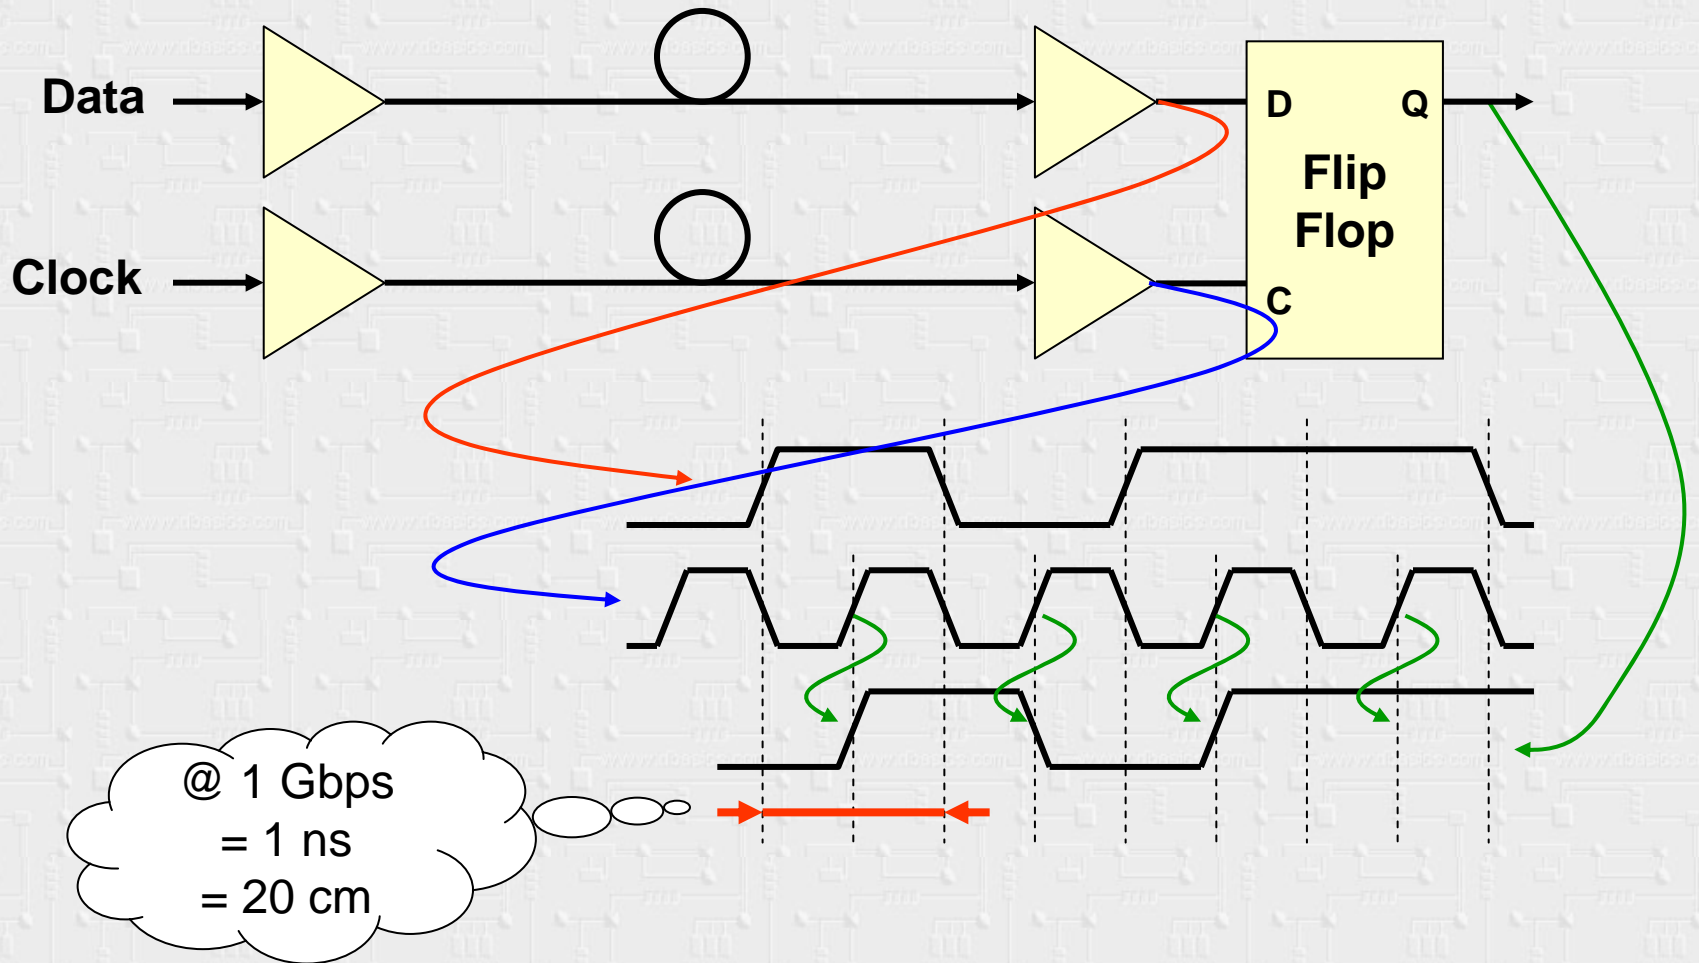 Data
D
Q
Flip
Flop
Clock
C
@ 1 Gbps
= 1 ns
= 20 cm